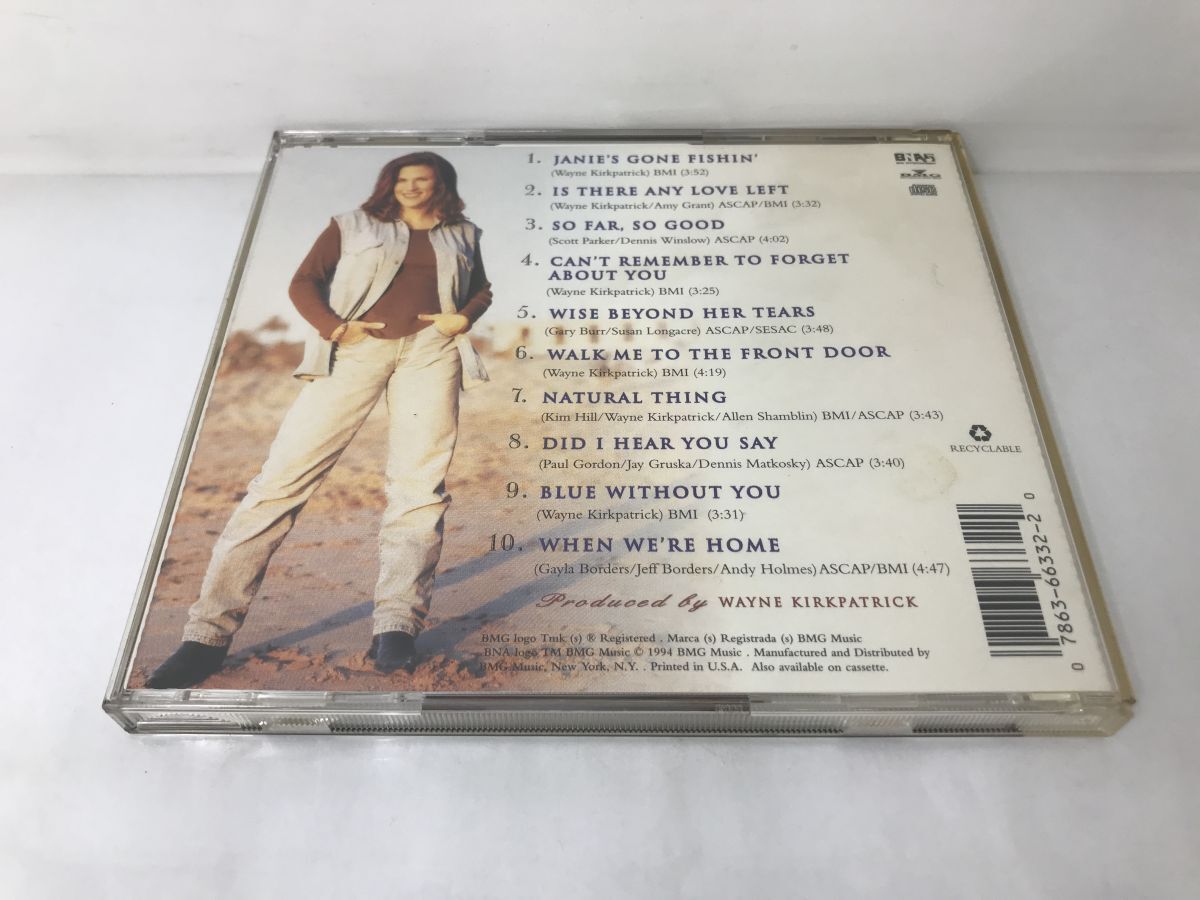 1. JANIE'S GONE FISHIN'
(Wayne Kirkpatrick) BMI (3:52)
2. IS THERE ANY LOVE LEFT
(Wayne Kirkpatrick/Amy Grant) ASCAP/BMI (3:32)
3. SO FAR, SO GOOD
(Scott Parker/Dennis Winslow) ASCAP (4:02)
4. CAN'T REMEMBER TO FORGET
ABOUT YOU
(Wayne Kirkpatrick) BMI (3:25)
5. WISE BEYOND HER TEARS
(Gary Burr/Susan Longacre) ASCAP/SESAC (3:48)
6. WALK ME TO THE FRONT DOOR
(Wayne Kirkpatrick) BMI (4:19)
7. NATURAL THING
(Kim Hill/Wayne Kirkpatrick/Allen Shamblin) BMI/ASCAP (3:43)
8. DID I HEAR YOU SAY
(Paul Gordon/Jay Gruska/Dennis Matkosky) ASCAP (3:40)
9. BLUE WITHOUT YOU
(Wayne Kirkpatrick) BMI (3:31)
10. WHEN WE'RE HOME
(Gayla Borders/Jeff Borders/Andy Holmes) ASCAP/BMI (4:47)
Produced by WAYNE KIRKPATRICK
BMG logo Tmk (s) ® Registered . Marca (s) Registrada (s) BMG Music
BNA logo TM BMG Music © 1994 BMG Music . Manufactured and Distributed by
BMG Music, New York, N.Y. . Printed in U.S.A. Also available on cassette.
BNA
BMG
RECYCLABLE
0 7863-66332-2 0